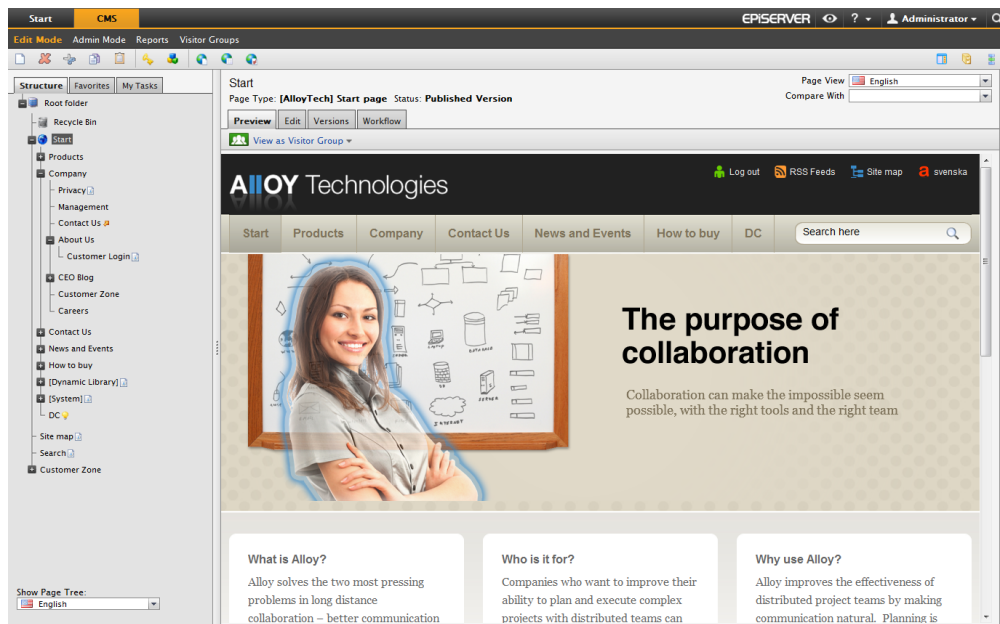 Start CMS EPiSERVER ? Administrator
Edit Mode Admin Mode Reports Visitor Groups
Structure Favorites My Tasks
Root folder
Recycle Bin
Start
Products
Company
Privacy
Management
Contact Us
About Us
Customer Login
CEO Blog
Customer Zone
Careers
Contact Us
News and Events
How to buy
[Dynamic Library]
[System]
DC
Site map
Search
Customer Zone
Show Page Tree:
English
Start
Page View English
Page Type: [AlloyTech] Start page Status: Published Version
Compare With
Preview Edit Versions Workflow
View as Visitor Group
Alloy Technologies
Log out RSS Feeds Site map a svenska
Start Products Company Contact Us News and Events How to buy DC Search here
DATA BASE
SERVER
INTERNET
The purpose of
collaboration
Collaboration can make the impossible seem
possible, with the right tools and the right team
What is Alloy?
Alloy solves the two most pressing
problems in long distance
collaboration – better communication
Who is it for?
Companies who want to improve their
ability to plan and execute complex
projects with distributed teams can
Why use Alloy?
Alloy improves the effectiveness of
distributed project teams by making
communication natural. Planning is